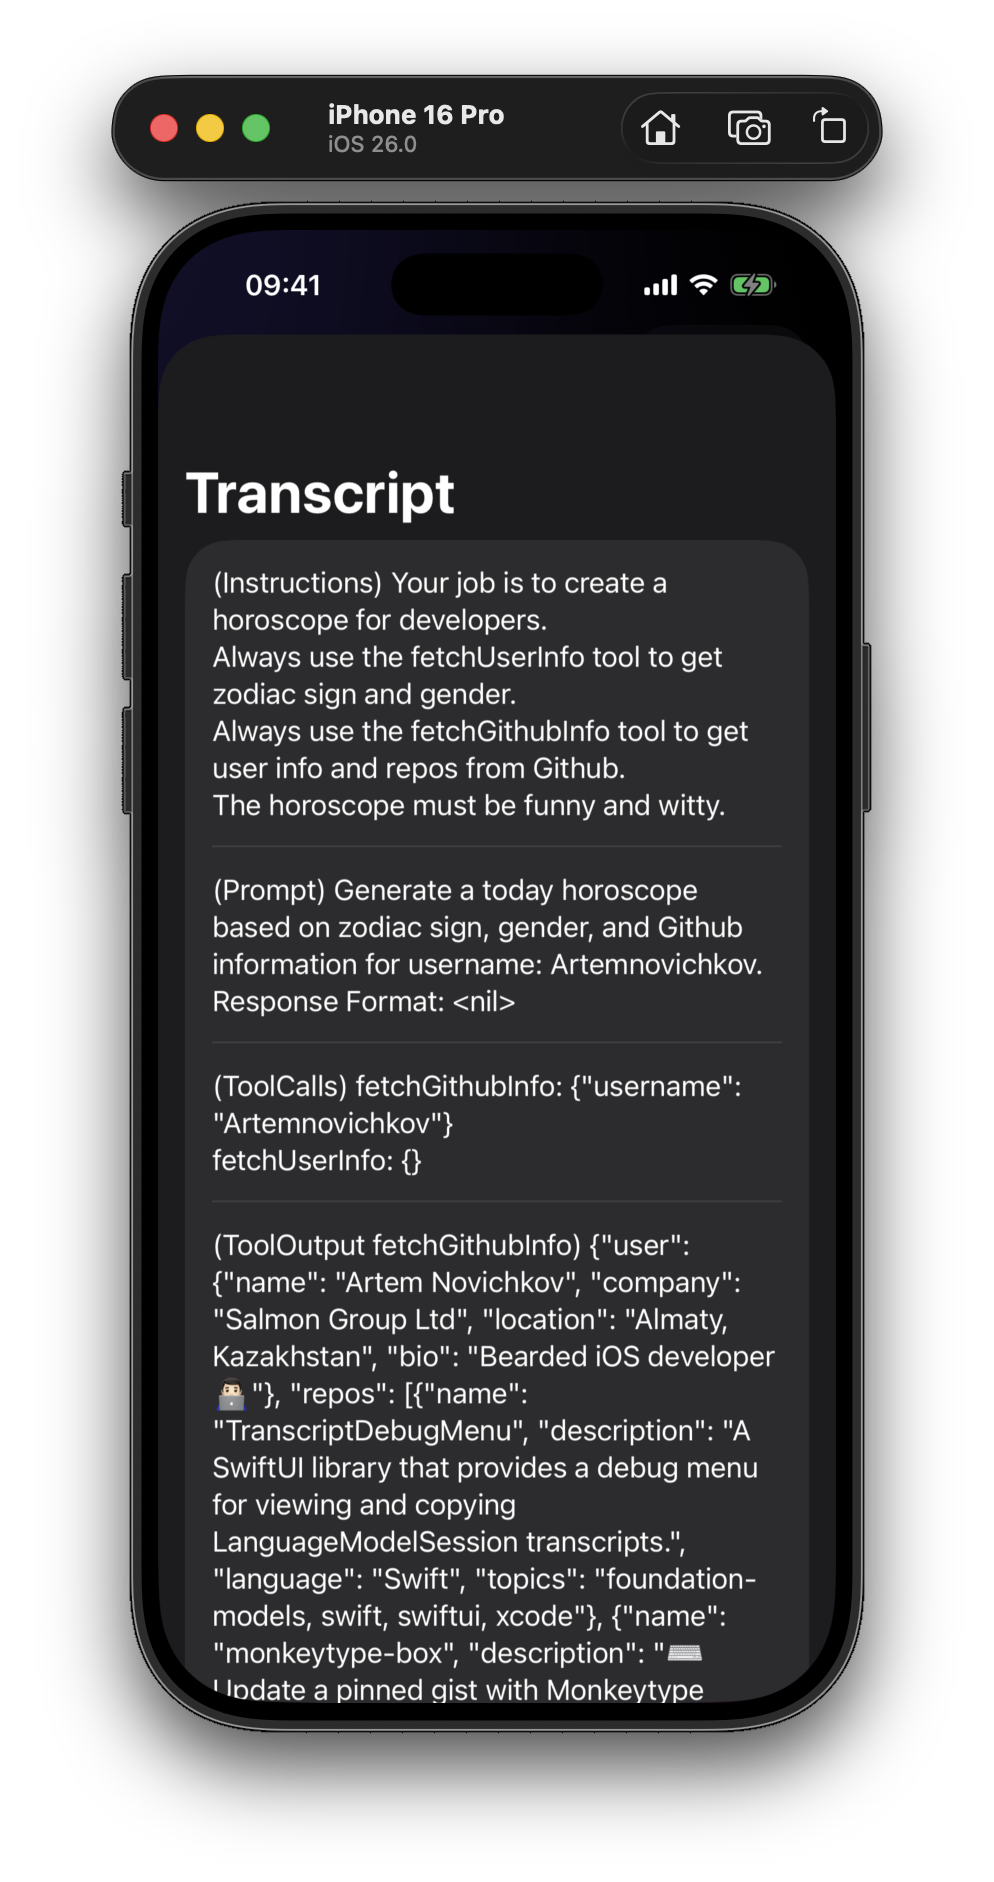 iPhone 16 Pro
iOS 26.0
09:41
Transcript
(Instructions) Your job is to create a
horoscope for developers.
Always use the fetchUserInfo tool to get
zodiac sign and gender.
Always use the fetchGithubInfo tool to get
user info and repos from Github.
The horoscope must be funny and witty.
(Prompt) Generate a today horoscope
based on zodiac sign, gender, and Github
information for username: Artemnovichkov.
Response Format: <nil>
(ToolCalls) fetchGithubInfo: {"username":
"Artemnovichkov"}
fetchUserInfo: {}
(ToolOutput fetchGithubInfo) {"user":
{"name": "Artem Novichkov", "company":
"Salmon Group Ltd", "location": "Almaty,
Kazakhstan", "bio": "Bearded iOS developer
👨🏻‍💻"}, "repos": [{"name":
"TranscriptDebugMenu", "description": "A
SwiftUI library that provides a debug menu
for viewing and copying
LanguageModelSession transcripts.",
"language": "Swift", "topics": "foundation-
models, swift, swiftui, xcode"}, {"name":
"monkeytype-box", "description": "⌨️
Update a pinned gist with Monkeytype